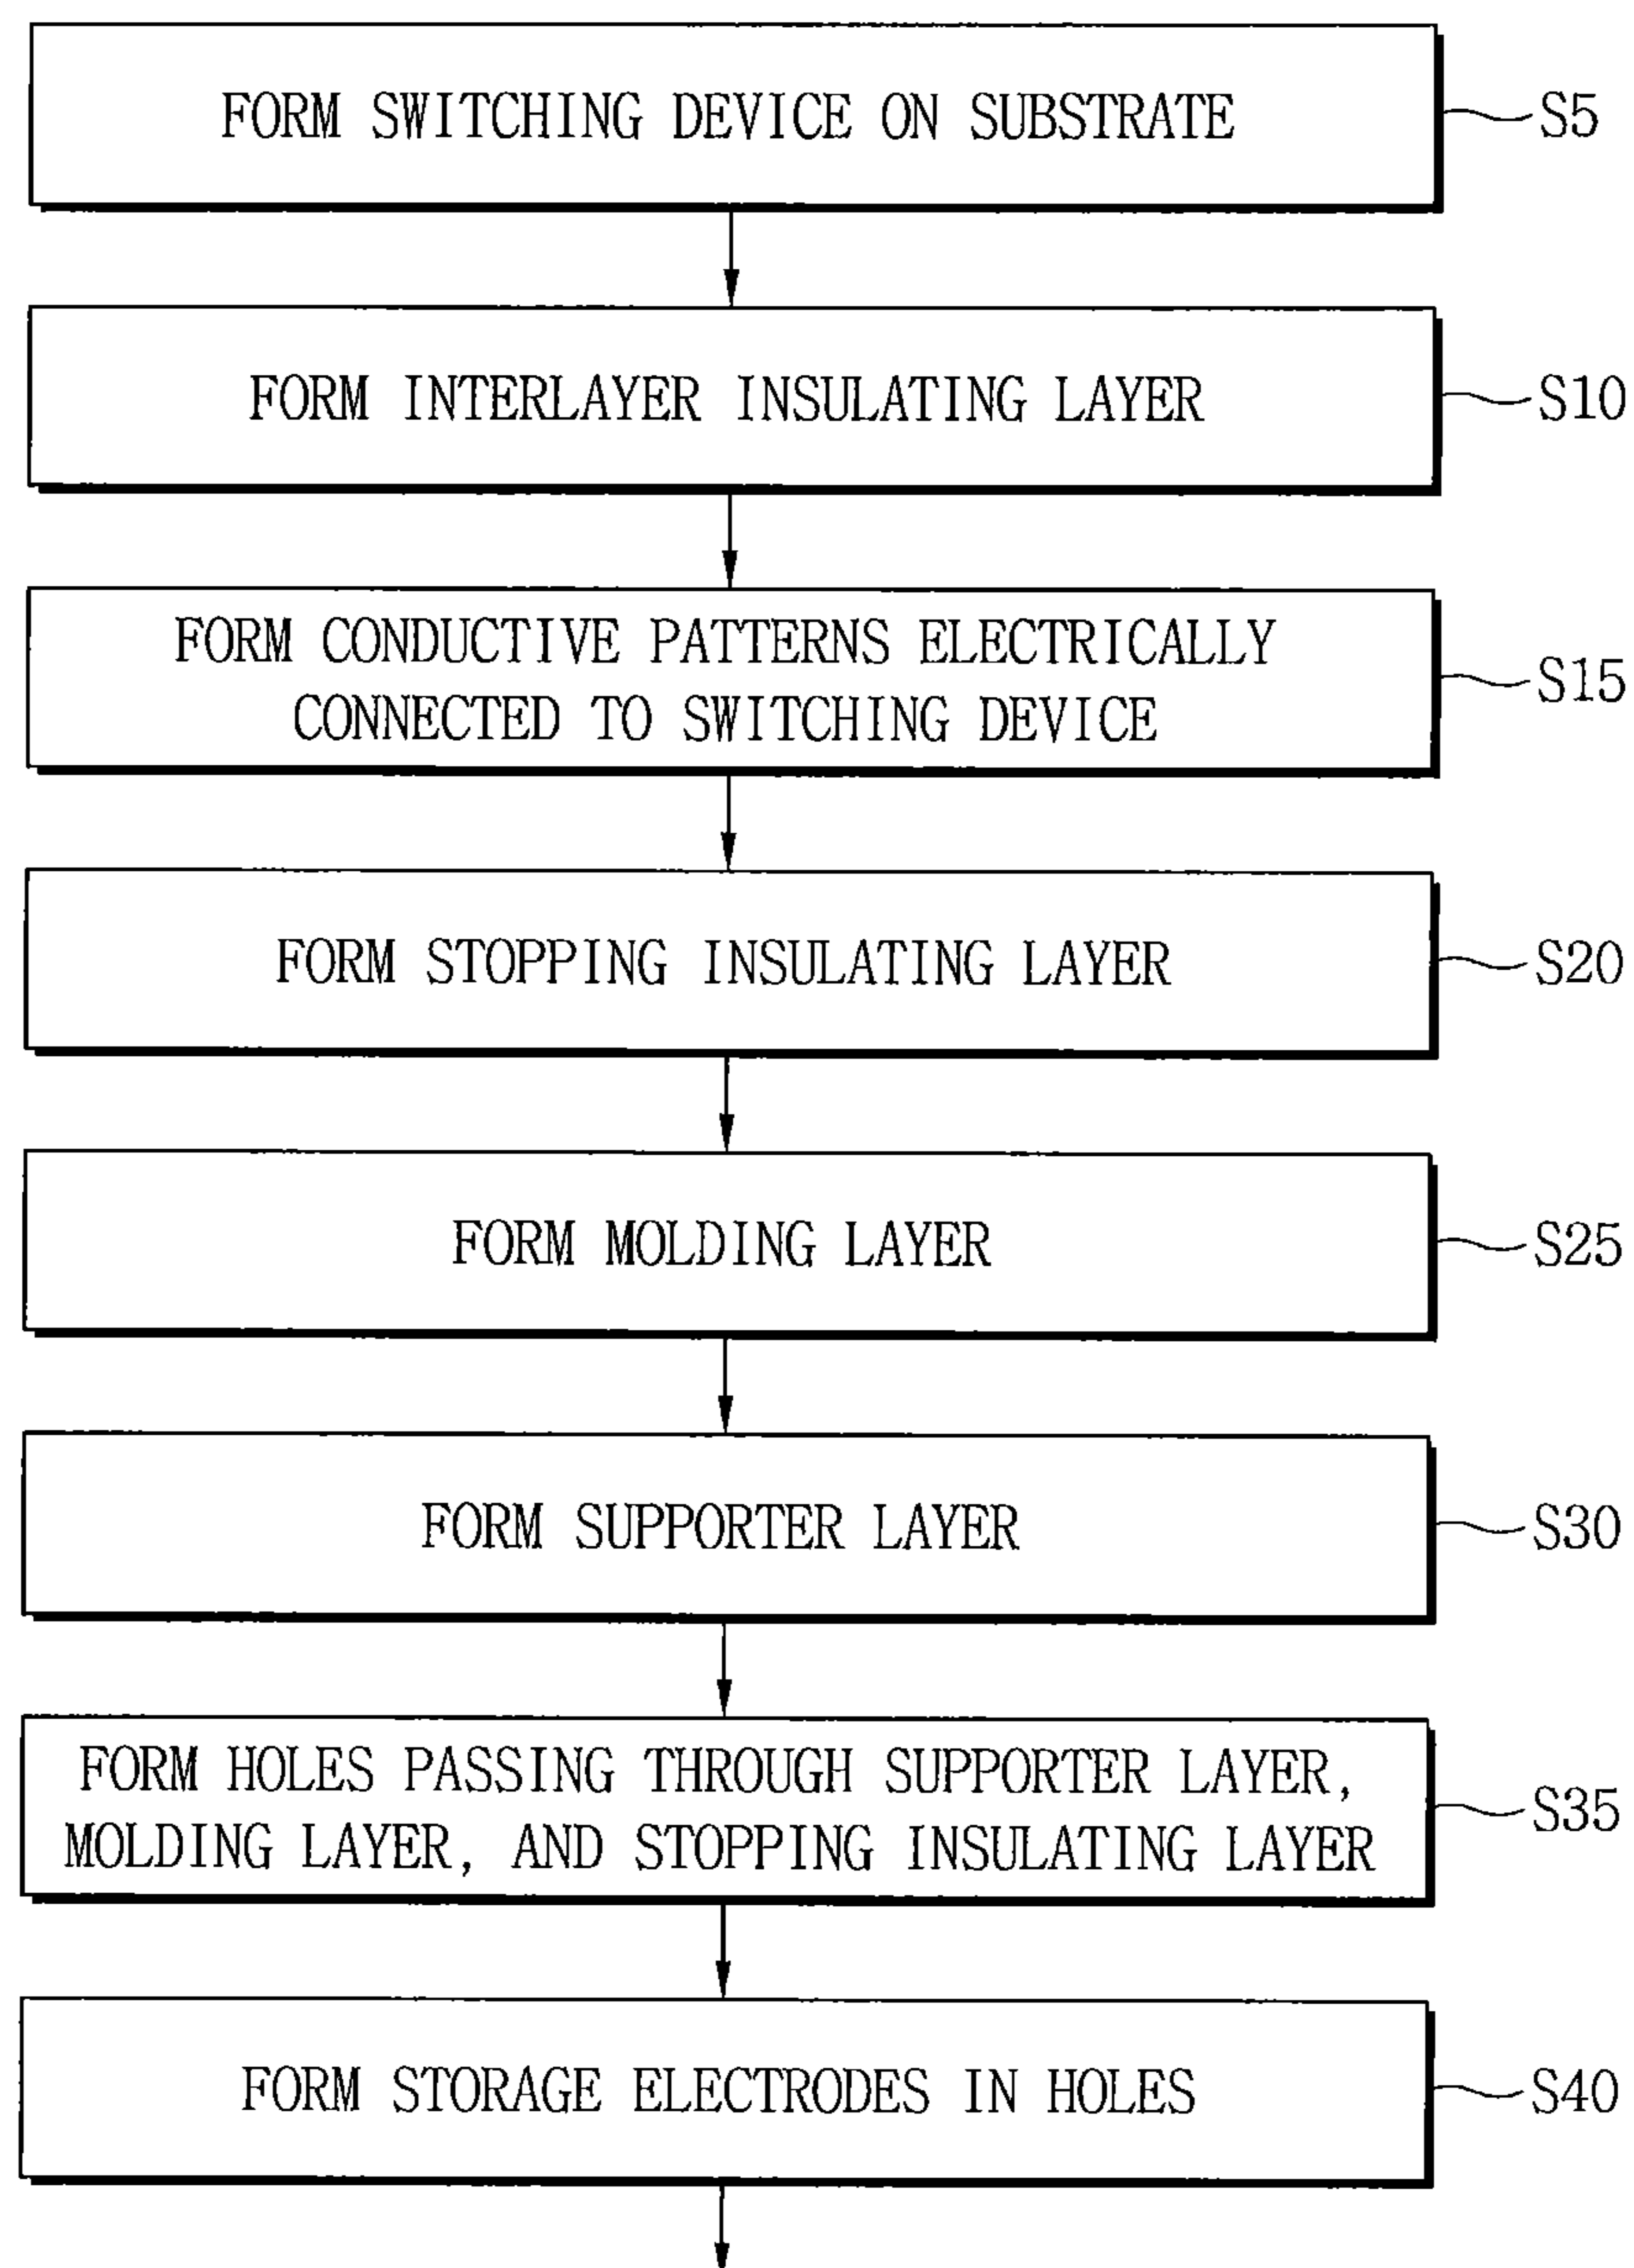 FORM SWITCHING DEVICE ON SUBSTRATE
S5
FORM INTERLAYER INSULATING LAYER
S10
FORM CONDUCTIVE PATTERNS ELECTRICALLY
CONNECTED TO SWITCHING DEVICE
S15
FORM STOPPING INSULATING LAYER
S20
FORM MOLDING LAYER
S25
FORM SUPPORTER LAYER
S30
FORM HOLES PASSING THROUGH SUPPORTER LAYER,
MOLDING LAYER, AND STOPPING INSULATING LAYER
S35
FORM STORAGE ELECTRODES IN HOLES
S40